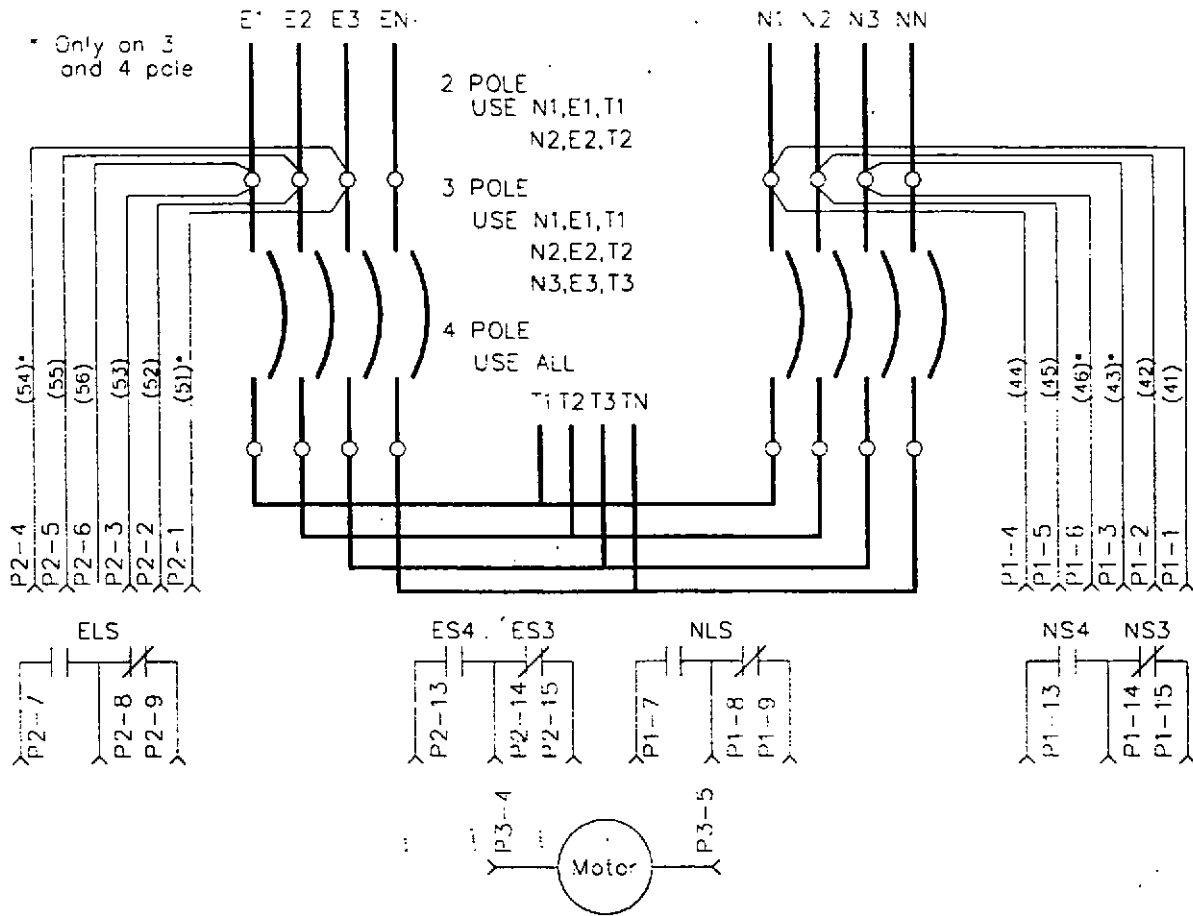 E1 E2 E3 EN
N1 N2 N3 NN
* Only on 3
and 4 pole
2 POLE
USE N1,E1,T1
N2,E2,T2
3 POLE
USE N1,E1,T1
N2,E2,T2
N3,E3,T3
4 POLE
USE ALL
T1 T2 T3 TN
(54)* (55) (56) (53) (52) (51)*
(44) (45) (46)* (43)* (42) (41)
P2-4 P2-5 P2-6 P2-3 P2-2 P2-1
P1-4 P1-5 P1-6 P1-3 P1-2 P1-1
ELS
ES4 ES3
NLS
NS4 NS3
P2-7 P2-8 P2-9
P2-13 P2-14 P2-15
P1-7 P1-8 P1-9
P1-13 P1-14 P1-15
P3-4 P3-5
Motor